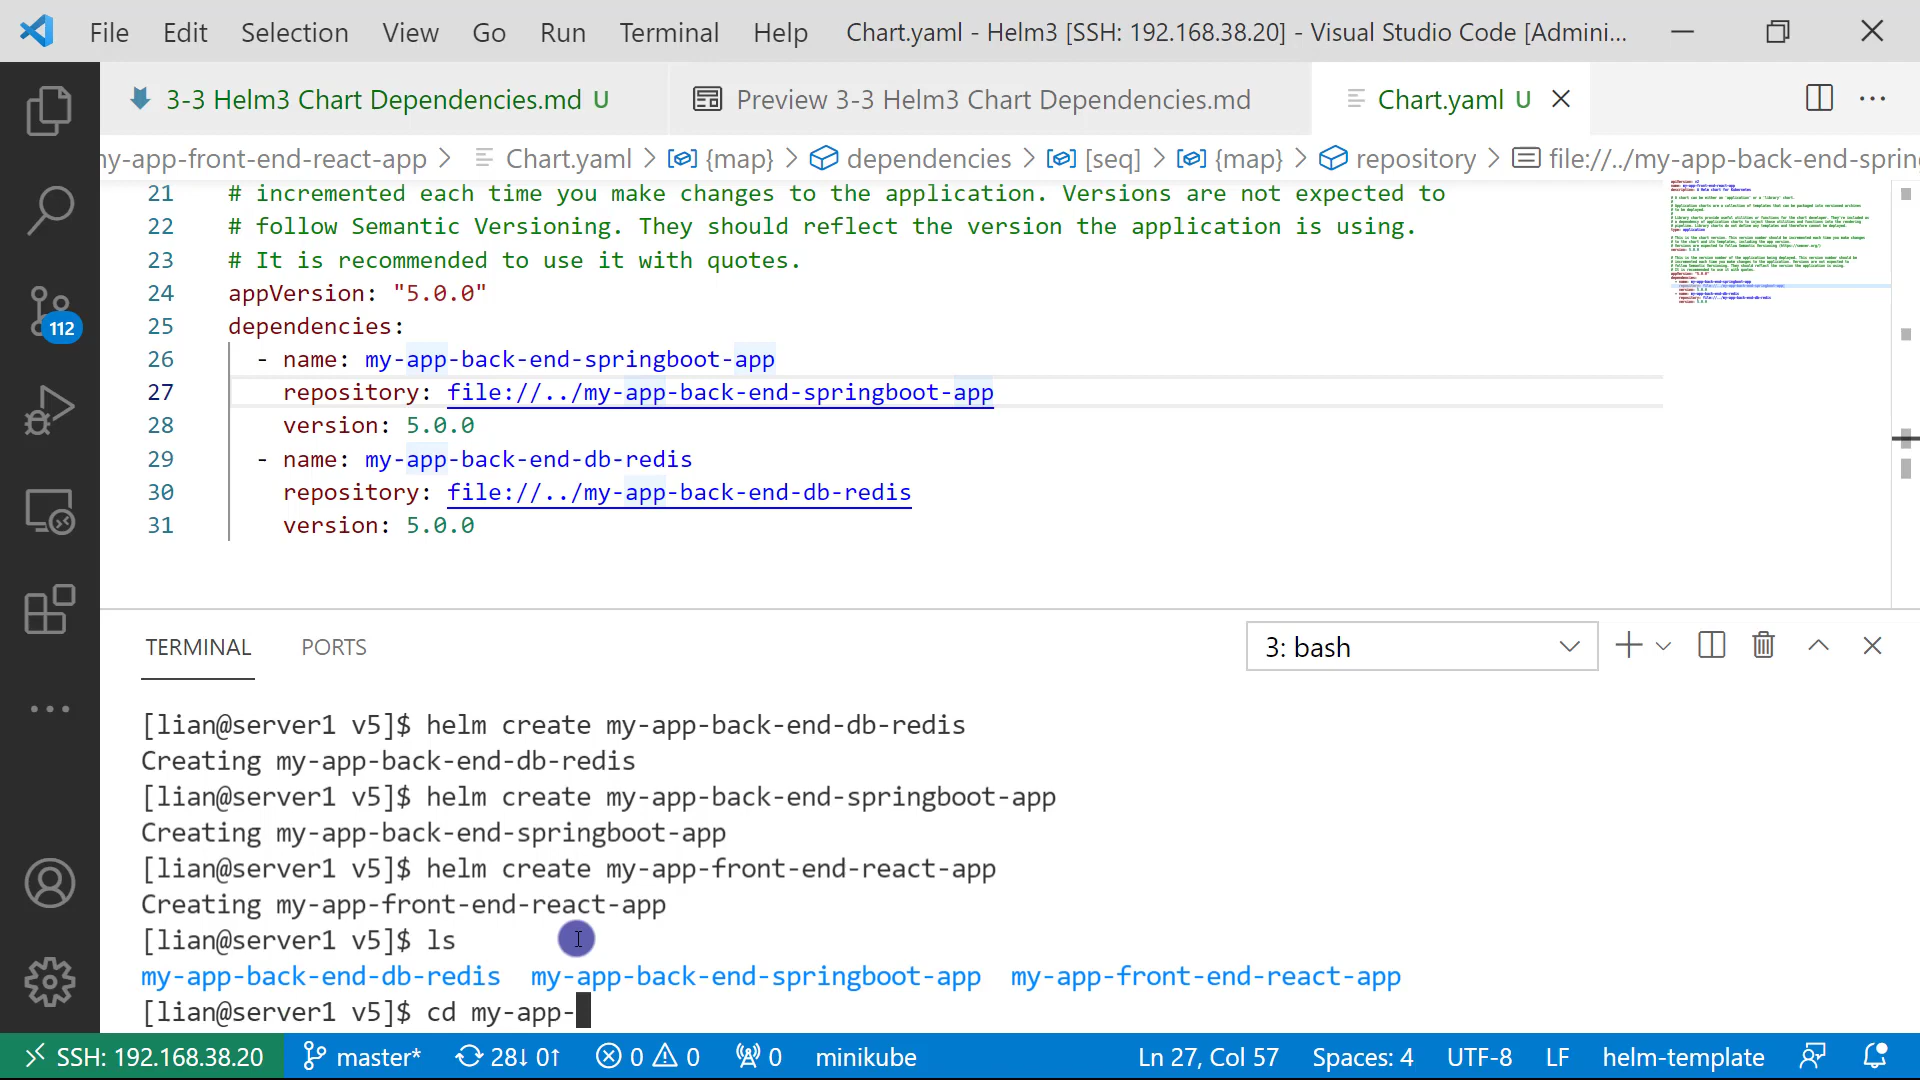 File Edit Selection View Go Run Terminal Help Chart.yaml - Helm3 [SSH: 192.168.38.20] - Visual Studio Code [Admini...
3-3 Helm3 Chart Dependencies.md U Preview 3-3 Helm3 Chart Dependencies.md Chart.yaml U
my-app-front-end-react-app > Chart.yaml > {map} > dependencies > [seq] > {map} > repository > file://../my-app-back-end-sprin
21 # incremented each time you make changes to the application. Versions are not expected to
22 # follow Semantic Versioning. They should reflect the version the application is using.
23 # It is recommended to use it with quotes.
24 appVersion: "5.0.0"
25 dependencies:
26 - name: my-app-back-end-springboot-app
27 repository: file://../my-app-back-end-springboot-app
28 version: 5.0.0
29 - name: my-app-back-end-db-redis
30 repository: file://../my-app-back-end-db-redis
31 version: 5.0.0
112
TERMINAL PORTS 3: bash
[lian@server1 v5]$ helm create my-app-back-end-db-redis
Creating my-app-back-end-db-redis
[lian@server1 v5]$ helm create my-app-back-end-springboot-app
Creating my-app-back-end-springboot-app
[lian@server1 v5]$ helm create my-app-front-end-react-app
Creating my-app-front-end-react-app
[lian@server1 v5]$ ls
my-app-back-end-db-redis my-app-back-end-springboot-app my-app-front-end-react-app
[lian@server1 v5]$ cd my-app-
SSH: 192.168.38.20 master* 28↓ 0↑ 0 0 0 minikube Ln 27, Col 57 Spaces: 4 UTF-8 LF helm-template